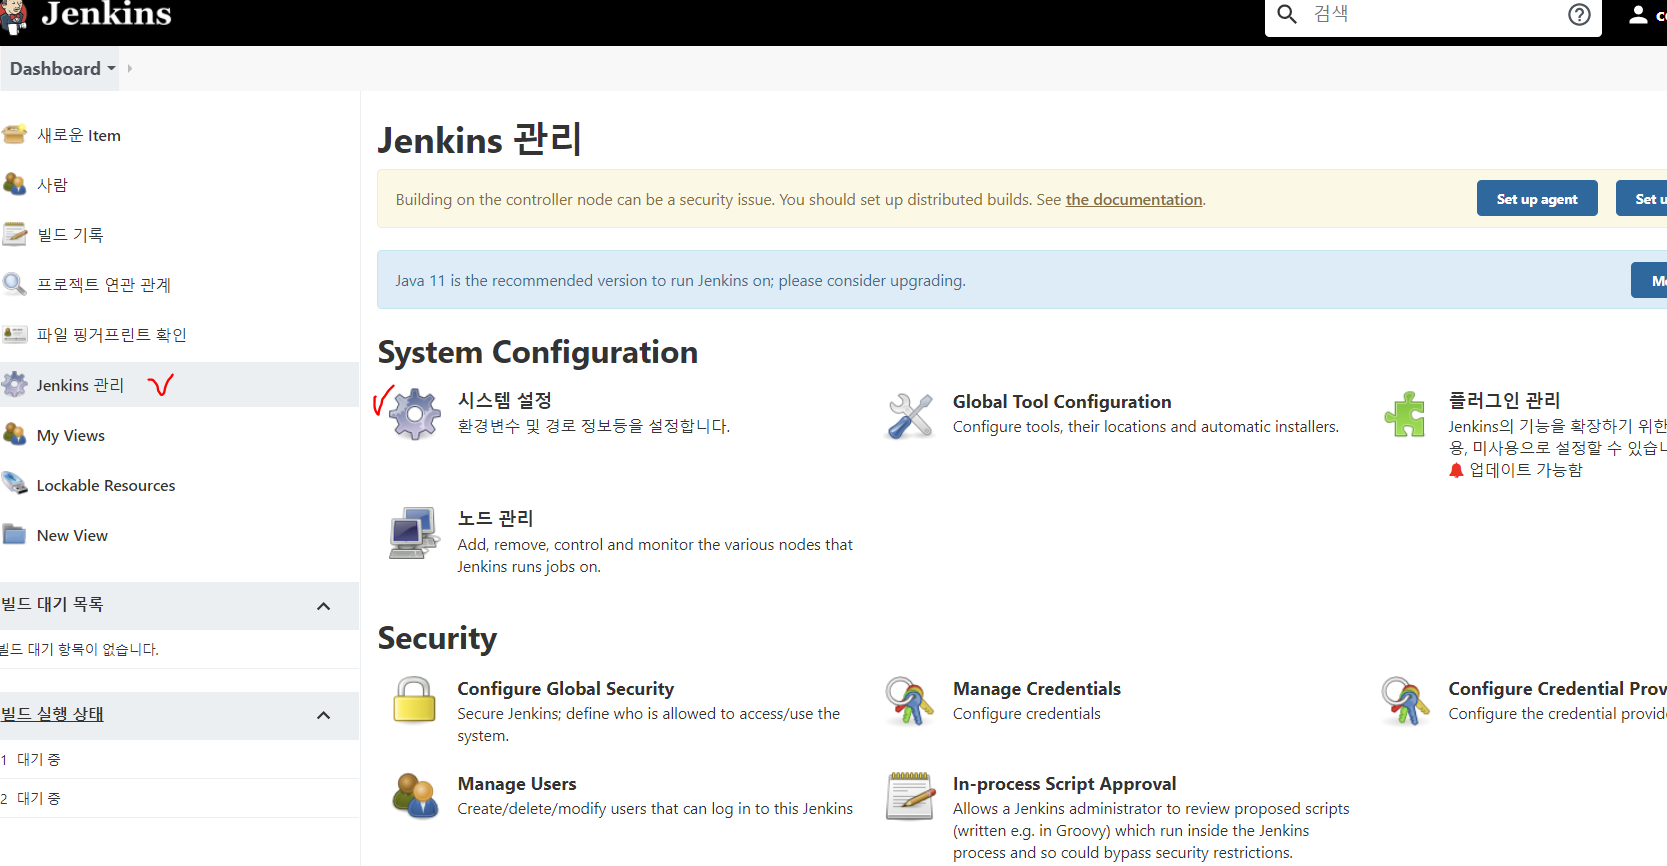 Jenkins
검색
Dashboard
새로운 Item
사람
빌드 기록
프로젝트 연관 관계
파일 핑거프린트 확인
Jenkins 관리
My Views
Lockable Resources
New View
빌드 대기 목록
빌드 대기 항목이 없습니다.
빌드 실행 상태
1 대기 중
2 대기 중
Jenkins 관리
Building on the controller node can be a security issue. You should set up distributed builds. See the documentation.
Set up agent
Set u
Java 11 is the recommended version to run Jenkins on; please consider upgrading.
System Configuration
시스템 설정
환경변수 및 경로 정보등을 설정합니다.
Global Tool Configuration
Configure tools, their locations and automatic installers.
플러그인 관리
Jenkins의 기능을 확장하기 위한
용, 미사용으로 설정할 수 있습니
업데이트 가능함
노드 관리
Add, remove, control and monitor the various nodes that
Jenkins runs jobs on.
Security
Configure Global Security
Secure Jenkins; define who is allowed to access/use the
system.
Manage Credentials
Configure credentials
Configure Credential Prov
Configure the credential provide
Manage Users
Create/delete/modify users that can log in to this Jenkins
In-process Script Approval
Allows a Jenkins administrator to review proposed scripts
(written e.g. in Groovy) which run inside the Jenkins
process and so could bypass security restrictions.